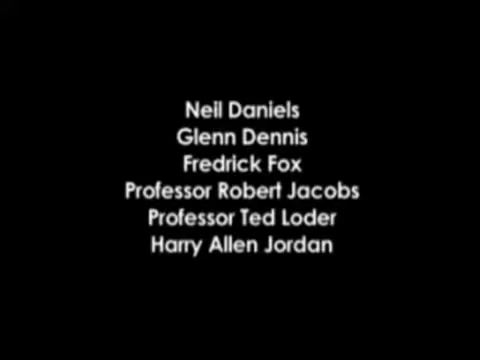 Neil Daniels
Glenn Dennis
Fredrick Fox
Professor Robert Jacobs
Professor Ted Loder
Harry Allen Jordan